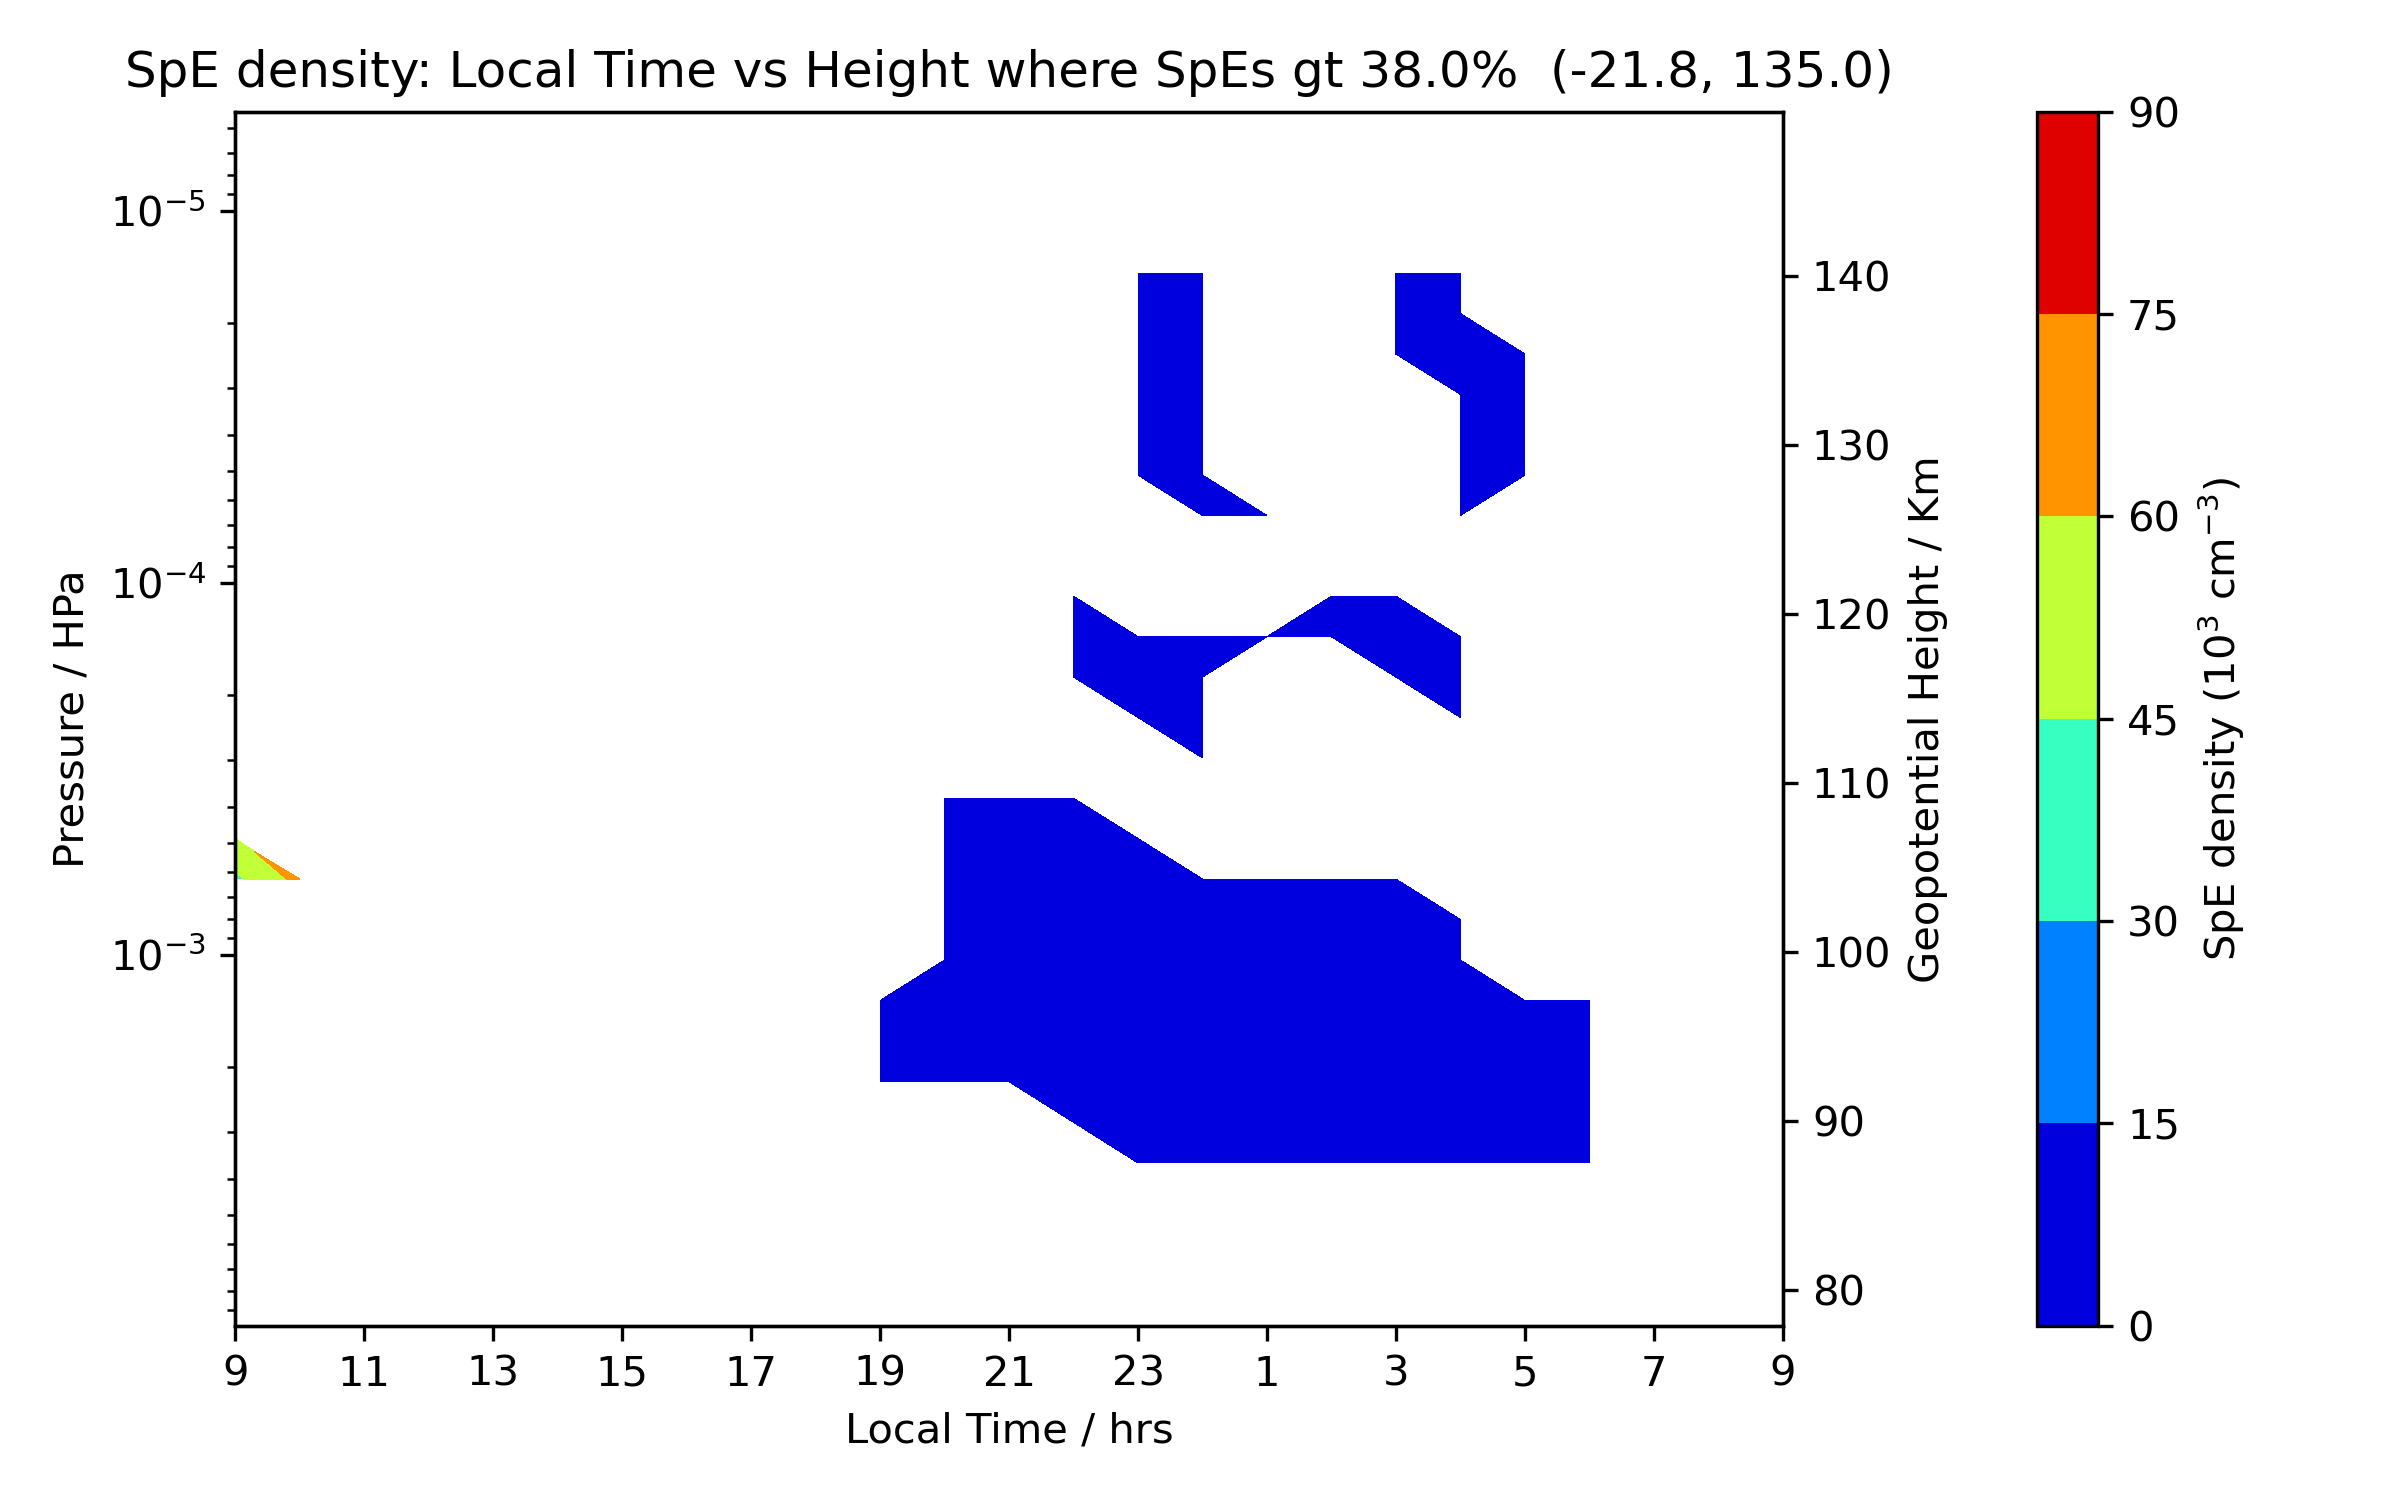 SpE density: Local Time vs Height where SpEs gt 38.0%  (-21.8, 135.0)
Pressure / HPa
10⁻⁵
10⁻⁴
10⁻³
140
130
120
110
100
90
80
Geopotential Height / Km
90
75
60
45
30
15
0
SpE density (10³ cm⁻³)
9 11 13 15 17 19 21 23 1 3 5 7 9
Local Time / hrs